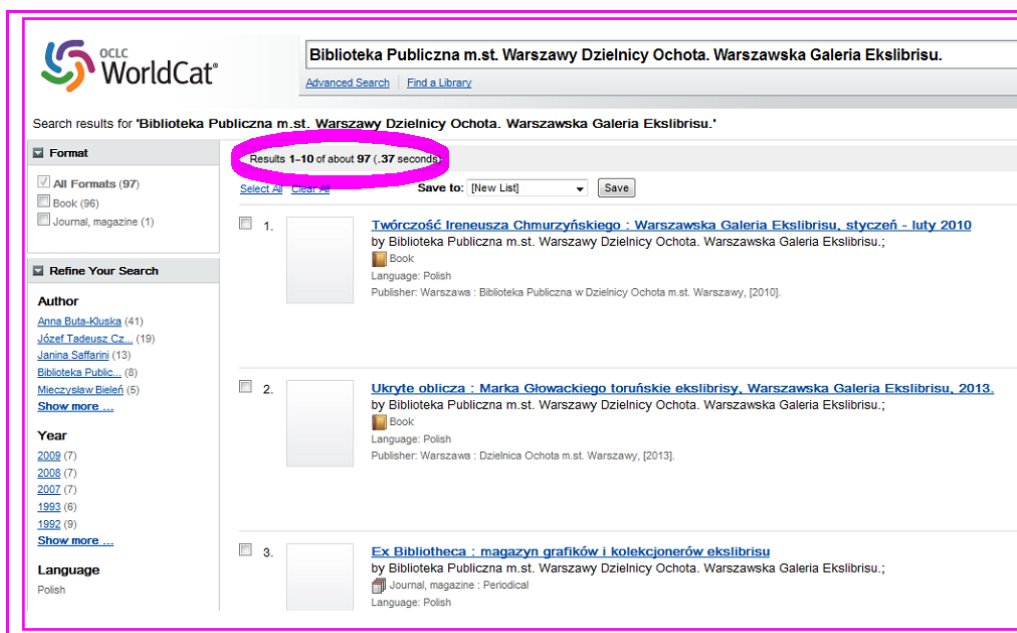 OCLC
WorldCat®
Biblioteka Publiczna m.st. Warszawy Dzielnicy Ochota. Warszawska Galeria Ekslibrisu.
Advanced Search Find a Library
Search results for 'Biblioteka Publiczna m.st. Warszawy Dzielnicy Ochota. Warszawska Galeria Ekslibrisu.'
Format
All Formats (97)
Book (96)
Journal, magazine (1)
Refine Your Search
Author
Anna Buta-Kluska (41)
Józef Tadeusz Cz... (19)
Janina Saffarini (13)
Biblioteka Public... (8)
Mieczysław Bieleń (5)
Show more ...
Year
2009 (7)
2008 (7)
2007 (7)
1993 (6)
1992 (9)
Show more ...
Language
Polish
Results 1–10 of about 97 (.37 seconds)
Select All Clear All Save to: [New List] Save
1. Twórczość Ireneusza Chmurzyńskiego : Warszawska Galeria Ekslibrisu, styczeń - luty 2010
by Biblioteka Publiczna m.st. Warszawy Dzielnicy Ochota. Warszawska Galeria Ekslibrisu.;
Book
Language: Polish
Publisher: Warszawa : Biblioteka Publiczna w Dzielnicy Ochota m.st. Warszawy, [2010].
2. Ukryte oblicza : Marka Głowackiego toruńskie ekslibrisy, Warszawska Galeria Ekslibrisu, 2013.
by Biblioteka Publiczna m.st. Warszawy Dzielnicy Ochota. Warszawska Galeria Ekslibrisu.;
Book
Language: Polish
Publisher: Warszawa : Dzielnica Ochota m.st. Warszawy, [2013].
3. Ex Bibliotheca : magazyn grafików i kolekcjonerów ekslibrisu
by Biblioteka Publiczna m.st. Warszawy Dzielnicy Ochota. Warszawska Galeria Ekslibrisu.;
Journal, magazine : Periodical
Language: Polish